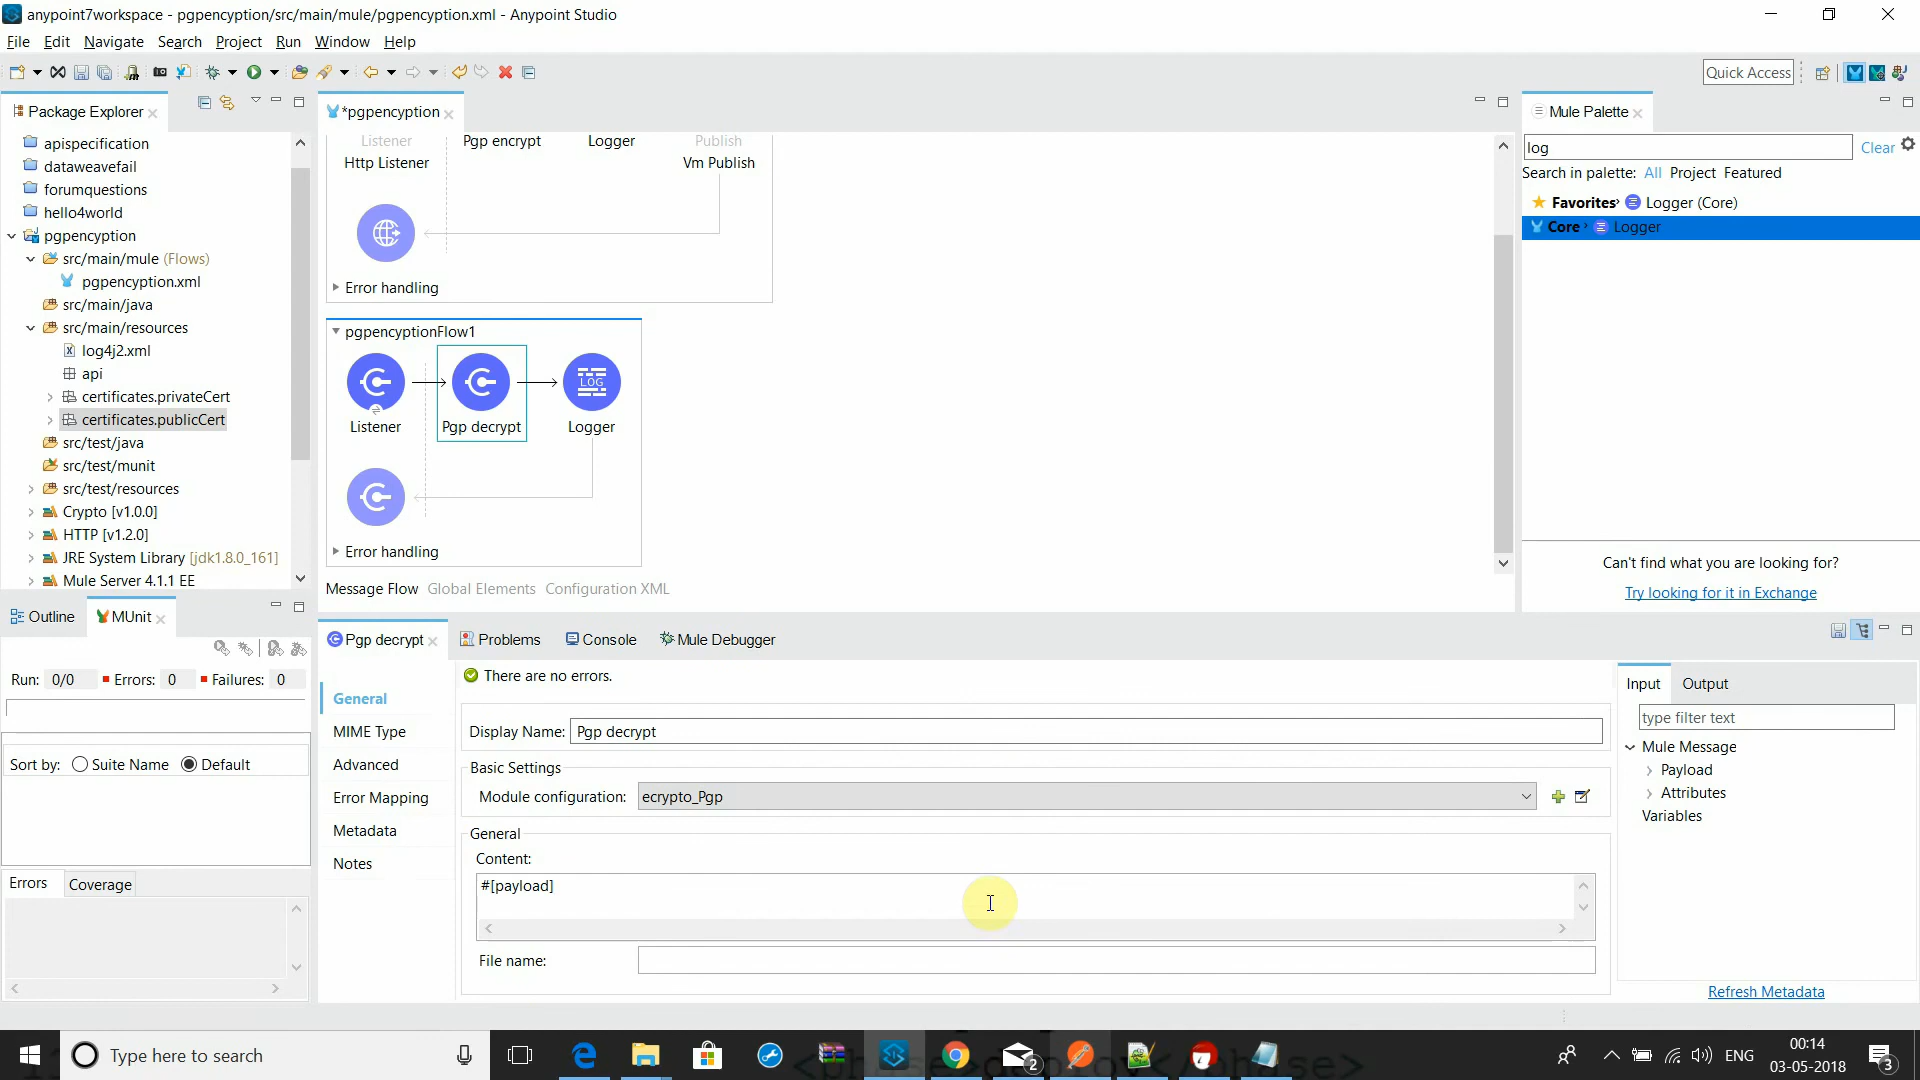 anypoint7workspace - pgpencyption/src/main/mule/pgpencyption.xml - Anypoint Studio
File Edit Navigate Search Project Run Window Help
Quick Access
Package Explorer
apispecification
dataweavefail
forumquestions
hello4world
pgpencyption
src/main/mule (Flows)
pgpencyption.xml
src/main/java
src/main/resources
log4j2.xml
api
certificates.privateCert
certificates.publicCert
src/test/java
src/test/munit
src/test/resources
Crypto [v1.0.0]
HTTP [v1.2.0]
JRE System Library [jdk1.8.0_161]
Mule Server 4.1.1 EE
*pgpencyption
Listener Pgp encrypt Logger Publish
Http Listener Vm Publish
Error handling
pgpencyptionFlow1
LOG
Listener Pgp decrypt Logger
Error handling
Message Flow Global Elements Configuration XML
Mule Palette
log
Clear
Search in palette: All Project Featured
Favorites Logger (Core)
Core Logger
Can't find what you are looking for?
Try looking for it in Exchange
Outline MUnit
Run: 0/0 Errors: 0 Failures: 0
Sort by: Suite Name Default
Errors Coverage
Pgp decrypt Problems Console Mule Debugger
General
MIME Type
Advanced
Error Mapping
Metadata
Notes
There are no errors.
Display Name: Pgp decrypt
Basic Settings
Module configuration: ecrypto_Pgp
General
Content:
#[payload]
File name:
Input Output
type filter text
Mule Message
Payload
Attributes
Variables
Refresh Metadata
Type here to search
2
ENG
00:14
03-05-2018
3